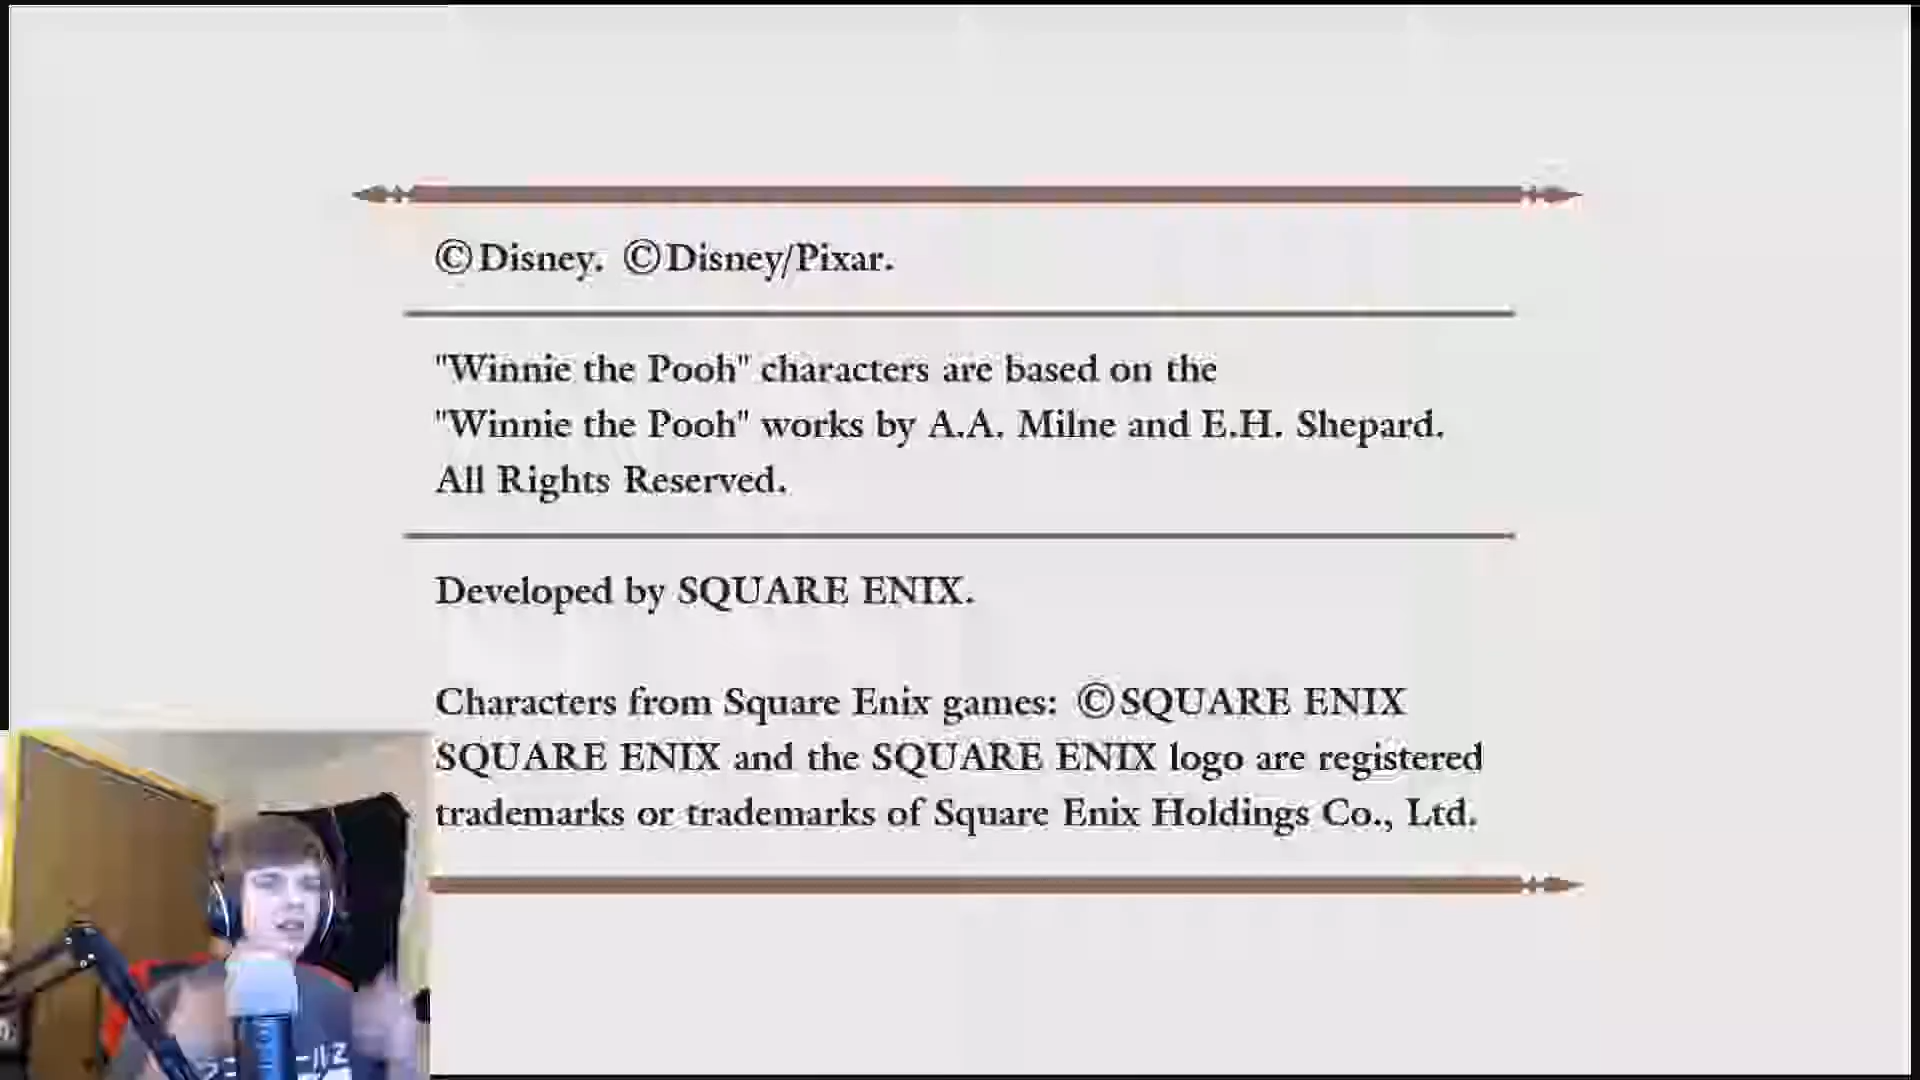 ©Disney. ©Disney/Pixar.
"Winnie the Pooh" characters are based on the
"Winnie the Pooh" works by A.A. Milne and E.H. Shepard.
All Rights Reserved.
Developed by SQUARE ENIX.
Characters from Square Enix games: ©SQUARE ENIX
SQUARE ENIX and the SQUARE ENIX logo are registered
trademarks or trademarks of Square Enix Holdings Co., Ltd.